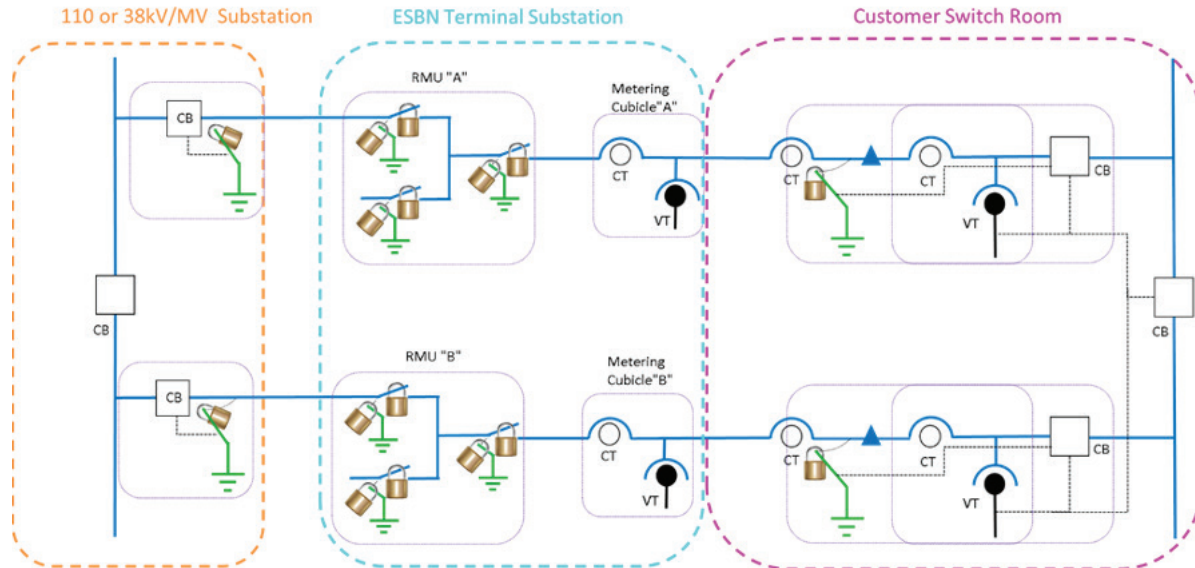 110 or 38kV/MV Substation
ESBN Terminal Substation
Customer Switch Room
RMU "A"
Metering
Cubicle"A"
CB
CT
VT
CT
CT
VT
CB
CB
CB
RMU "B"
Metering
Cubicle"B"
CB
CT
VT
CT
CT
VT
CB